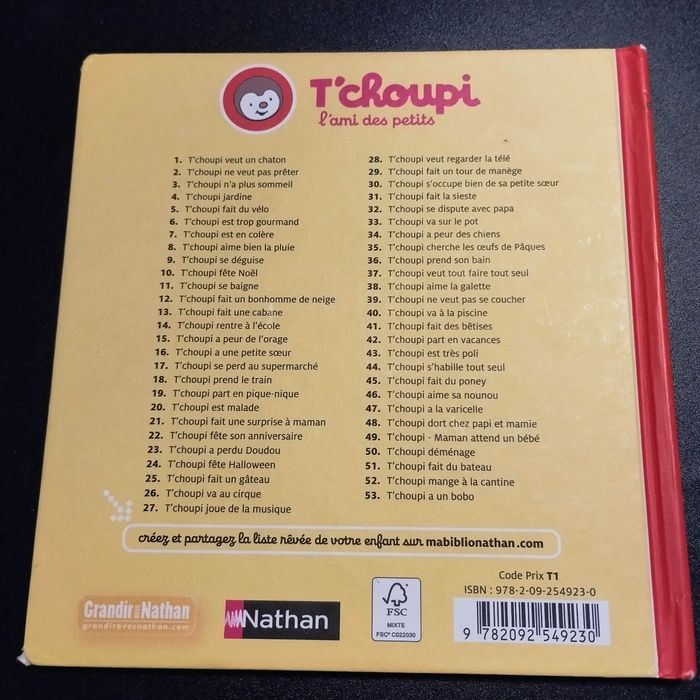 T'choupi
l'ami des petits
1. T'choupi veut un chaton
2. T'choupi ne veut pas prêter
3. T'choupi n'a plus sommeil
4. T'choupi jardine
5. T'choupi fait du vélo
6. T'choupi est trop gourmand
7. T'choupi est en colère
8. T'choupi aime bien la pluie
9. T'choupi se déguise
10. T'choupi fête Noël
11. T'choupi se baigne
12. T'choupi fait un bonhomme de neige
13. T'choupi fait une cabane
14. T'choupi rentre à l'école
15. T'choupi a peur de l'orage
16. T'choupi a une petite sœur
17. T'choupi se perd au supermarché
18. T'choupi prend le train
19. T'choupi part en pique-nique
20. T'choupi est malade
21. T'choupi fait une surprise à maman
22. T'choupi fête son anniversaire
23. T'choupi a perdu Doudou
24. T'choupi fête Halloween
25. T'choupi fait un gâteau
26. T'choupi va au cirque
27. T'choupi joue de la musique
28. T'choupi veut regarder la télé
29. T'choupi fait un tour de manège
30. T'choupi s'occupe bien de sa petite sœur
31. T'choupi fait la sieste
32. T'choupi se dispute avec papa
33. T'choupi va sur le pot
34. T'choupi a peur des chiens
35. T'choupi cherche les œufs de Pâques
36. T'choupi prend son bain
37. T'choupi veut tout faire tout seul
38. T'choupi aime la galette
39. T'choupi ne veut pas se coucher
40. T'choupi va à la piscine
41. T'choupi fait des bêtises
42. T'choupi part en vacances
43. T'choupi est très poli
44. T'choupi s'habille tout seul
45. T'choupi fait du poney
46. T'choupi aime sa nounou
47. T'choupi a la varicelle
48. T'choupi dort chez papi et mamie
49. T'choupi - Maman attend un bébé
50. T'choupi déménage
51. T'choupi fait du bateau
52. T'choupi mange à la cantine
53. T'choupi a un bobo
créez et partagez la liste rêvée de votre enfant sur mabiblionathan.com
Grandir avec Nathan
grandiravecnathan.com
Nathan
FSC
MIXTE
FSC® C022030
Code Prix T1
ISBN : 978-2-09-254923-0
9 782092 549230